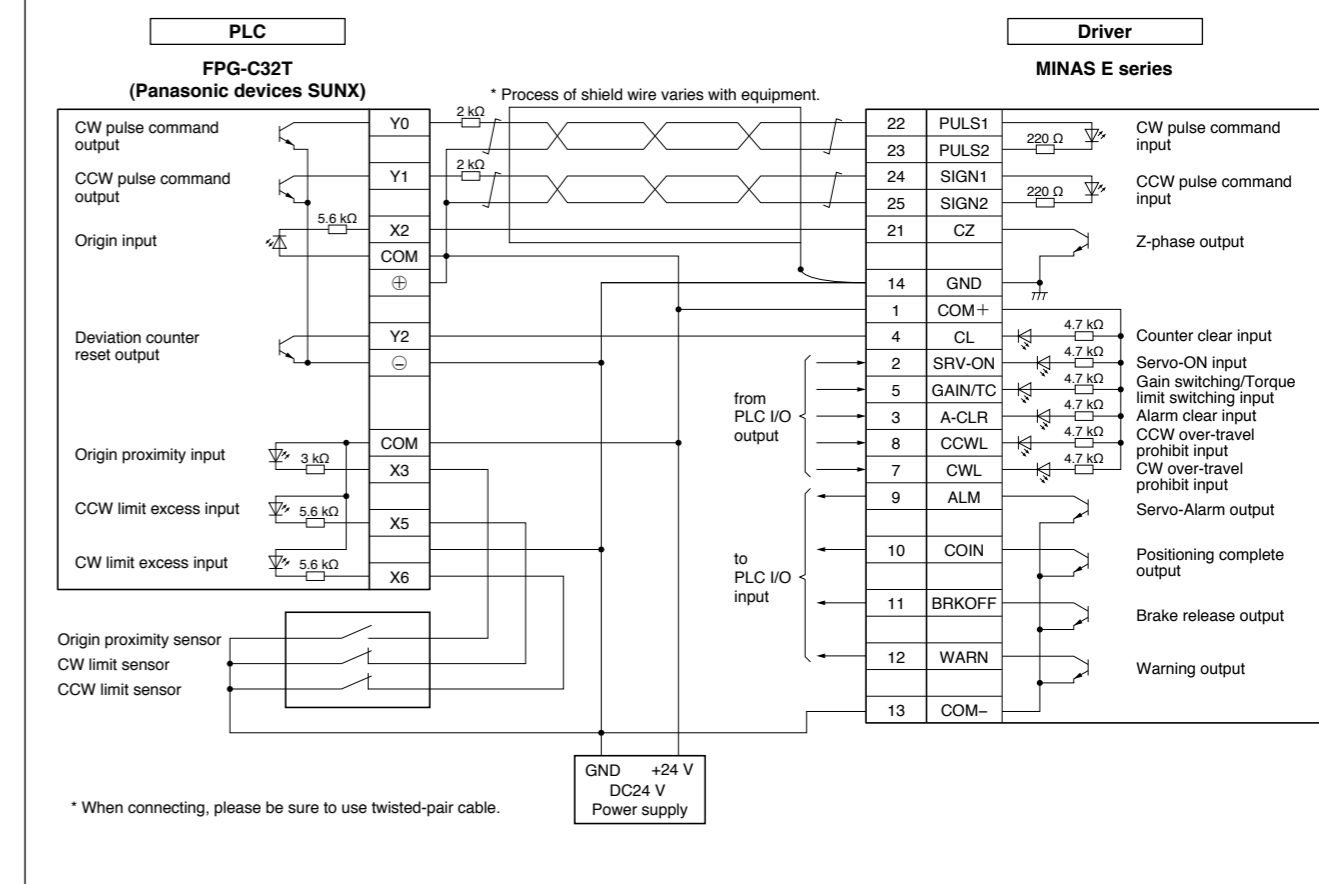 PLC
Driver
FPG-C32T
(Panasonic devices SUNX)
MINAS E series
* Process of shield wire varies with equipment.
CW pulse command
output
Y0
2 kΩ
22 PULS1
23 PULS2
220 Ω
CW pulse command
input
CCW pulse command
output
Y1
2 kΩ
24 SIGN1
25 SIGN2
220 Ω
CCW pulse command
input
Origin input
5.6 kΩ
X2
COM
⊕
21 CZ
Z-phase output
14 GND
1 COM+
Deviation counter
reset output
Y2
⊖
4 CL
4.7 kΩ
Counter clear input
from
PLC I/O
output
2 SRV-ON
4.7 kΩ
Servo-ON input
5 GAIN/TC
4.7 kΩ
Gain switching/Torque
limit switching input
3 A-CLR
4.7 kΩ
Alarm clear input
8 CCWL
4.7 kΩ
CCW over-travel
prohibit input
7 CWL
4.7 kΩ
CW over-travel
prohibit input
COM
Origin proximity input
3 kΩ
X3
CCW limit excess input
5.6 kΩ
X5
CW limit excess input
5.6 kΩ
X6
to
PLC I/O
input
9 ALM
Servo-Alarm output
10 COIN
Positioning complete
output
11 BRKOFF
Brake release output
12 WARN
Warning output
13 COM−
Origin proximity sensor
CW limit sensor
CCW limit sensor
GND +24 V
DC24 V
Power supply
* When connecting, please be sure to use twisted-pair cable.